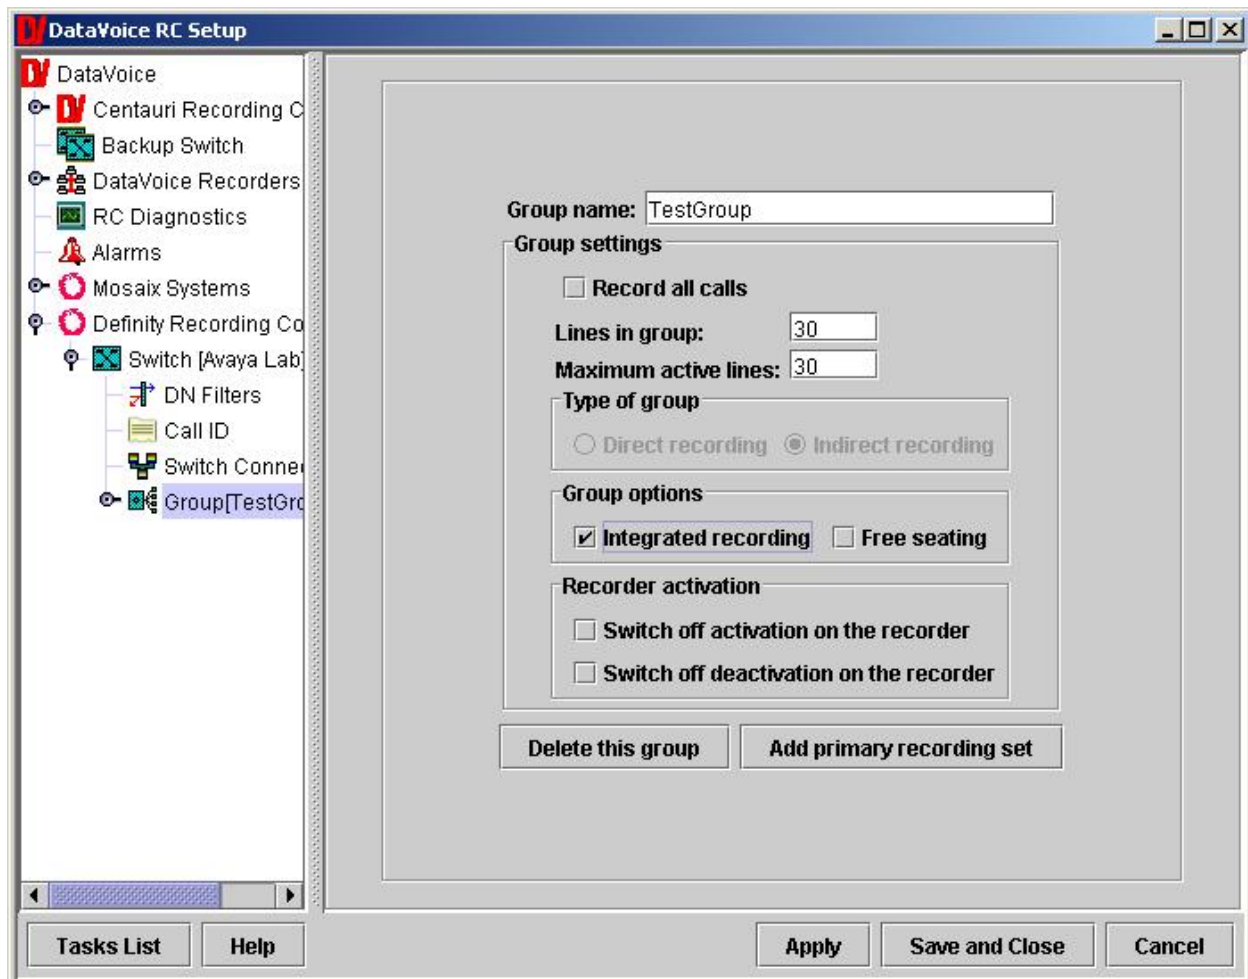 DataVoice RC Setup
DataVoice
Centauri Recording C
Backup Switch
DataVoice Recorders
RC Diagnostics
Alarms
Mosaix Systems
Definity Recording Co
Switch [Avaya Lab]
DN Filters
Call ID
Switch Connec
Group[TestGro
Group name: TestGroup
Group settings
Record all calls
Lines in group: 30
Maximum active lines: 30
Type of group
Direct recording Indirect recording
Group options
Integrated recording Free seating
Recorder activation
Switch off activation on the recorder
Switch off deactivation on the recorder
Delete this group Add primary recording set
Tasks List Help Apply Save and Close Cancel